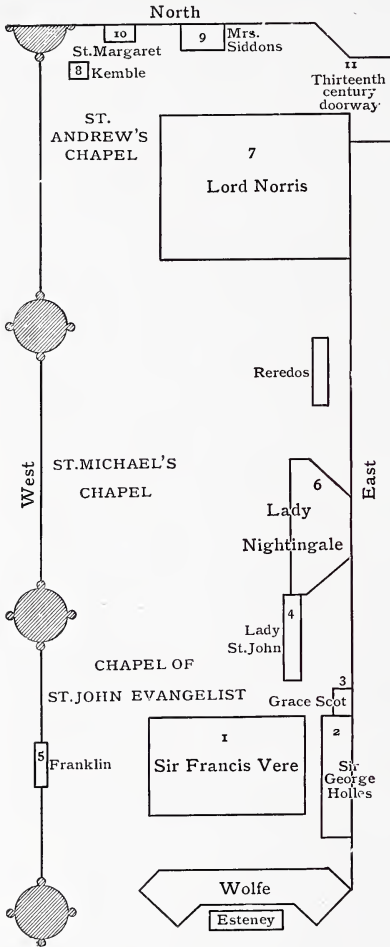 North
10
St.Margaret
9
Mrs.
Siddons
8
Kemble
11
Thirteenth
century
doorway
ST.
ANDREW'S
CHAPEL
7
Lord Norris
Reredos
West
ST.MICHAEL'S
CHAPEL
East
6
Lady
Nightingale
4
Lady
St.John
CHAPEL OF
ST.JOHN EVANGELIST
3
Grace Scot
5
Franklin
1
Sir Francis Vere
2
Sir
George
Holles
Wolfe
Esteney